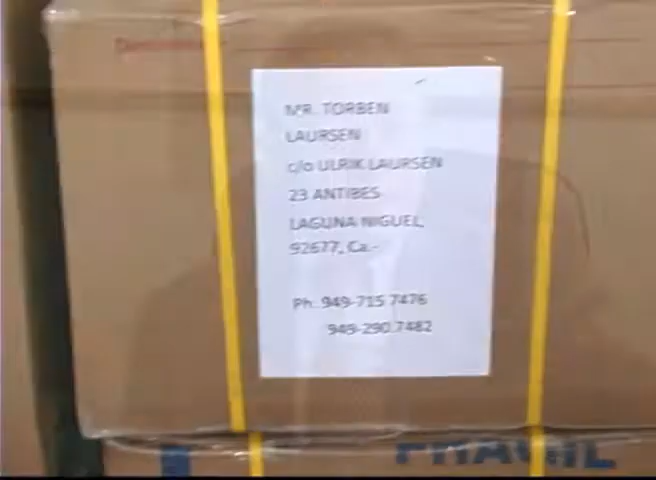 MR. TORBEN
LAURSEN
c/o ULRIK LAURSEN
23 ANTIBES
LAGUNA NIGUEL,
92677, Ca.-
Ph. 949-715 7476
949-290.7482